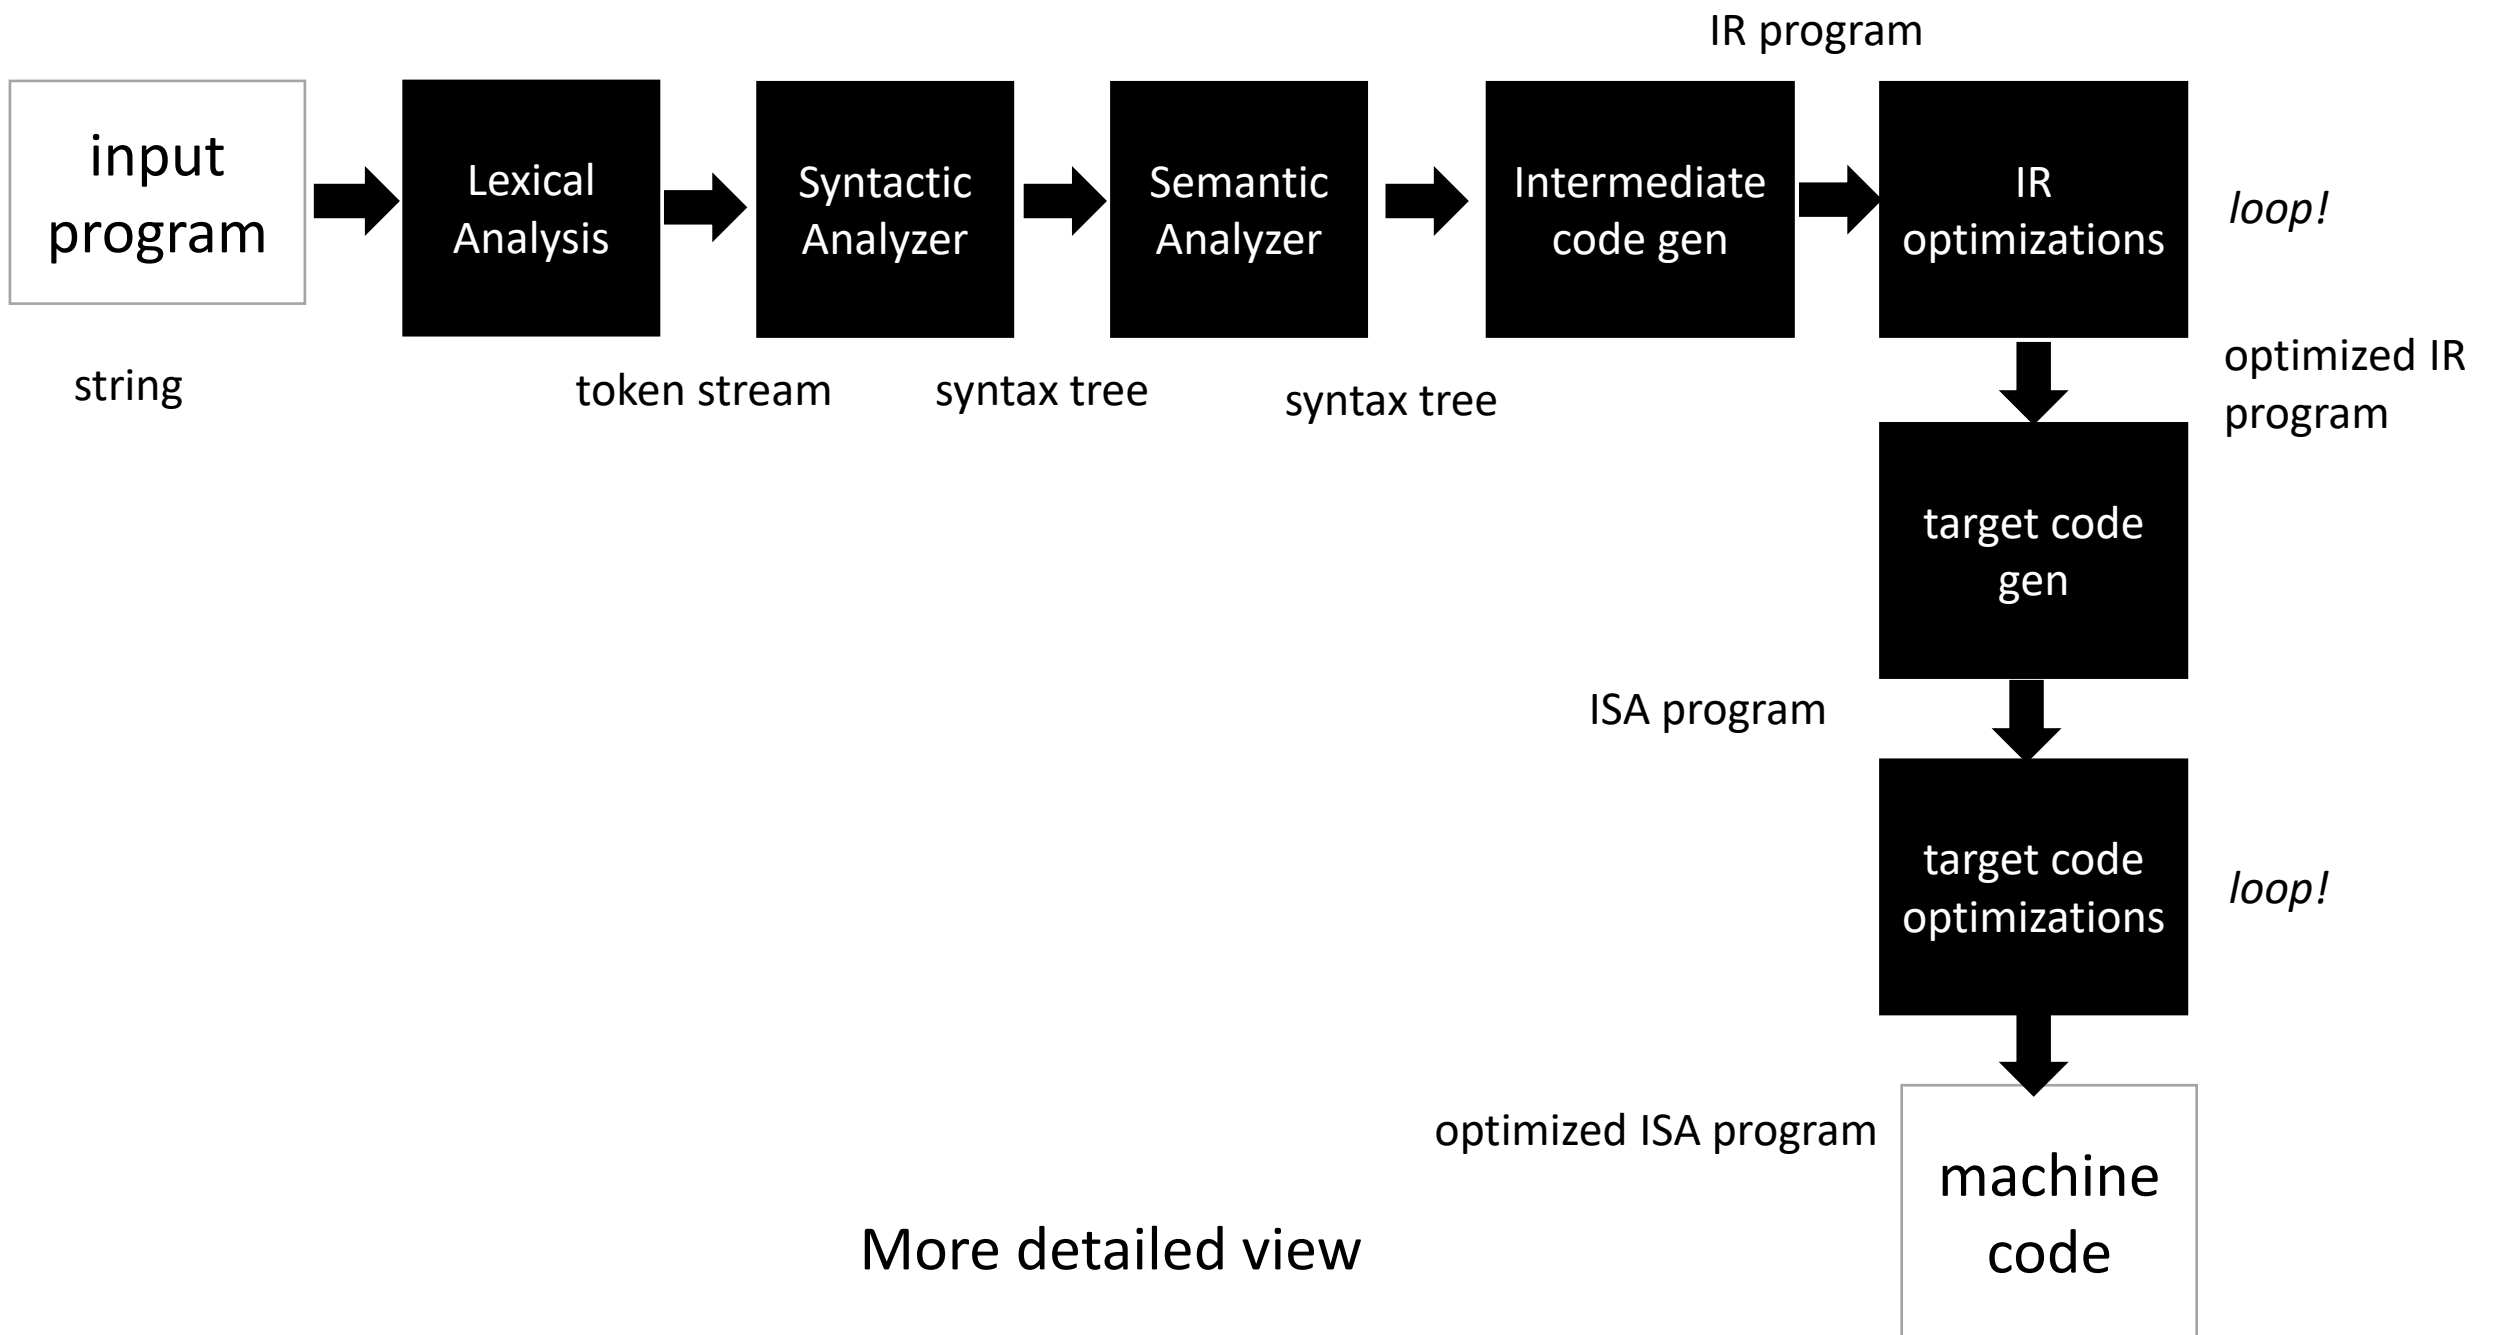 IR program
input
program
Lexical
Analysis
Syntactic
Analyzer
Semantic
Analyzer
Intermediate
code gen
IR
optimizations
loop!
string
token stream
syntax tree
syntax tree
optimized IR
program
target code
gen
ISA program
target code
optimizations
loop!
optimized ISA program
machine
code
More detailed view